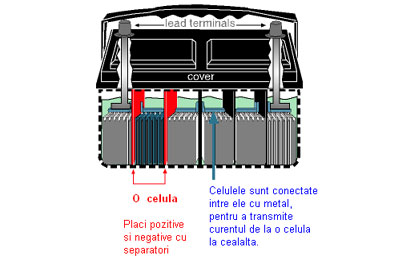 lead terminals
cover
O celula
Placi pozitive
si negative cu
separatori
Celulele sunt conectate
intre ele cu metal,
pentru a transmite
curentul de la o celula
la cealalta.